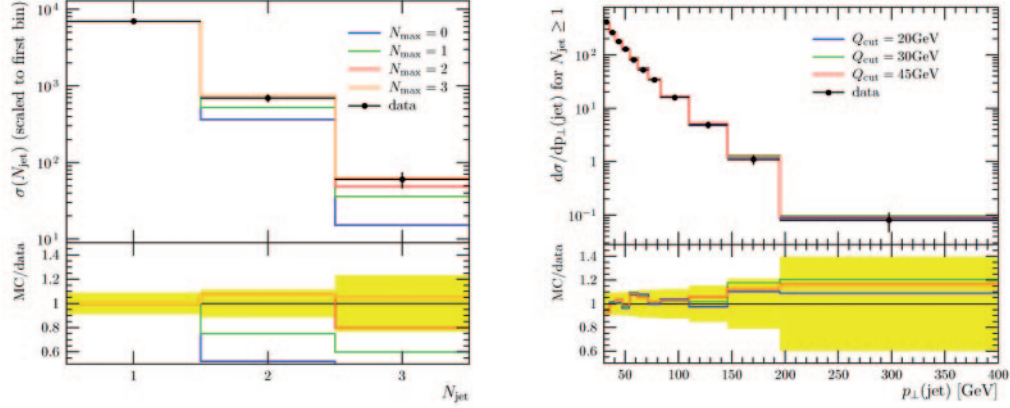 σ(N_jet) (scaled to first bin)
10^4
10^3
10^2
10^1
N_max = 0
N_max = 1
N_max = 2
N_max = 3
data
MC/data
1.4
1.2
1
0.8
0.6
1
2
3
N_jet
dσ/dp⊥(jet) for N_jet ≥ 1
10^2
10^1
1
10^−1
Q_cut = 20GeV
Q_cut = 30GeV
Q_cut = 45GeV
data
MC/data
1.4
1.2
1.0
0.8
0.6
50
100
150
200
250
300
350
400
p⊥(jet) [GeV]